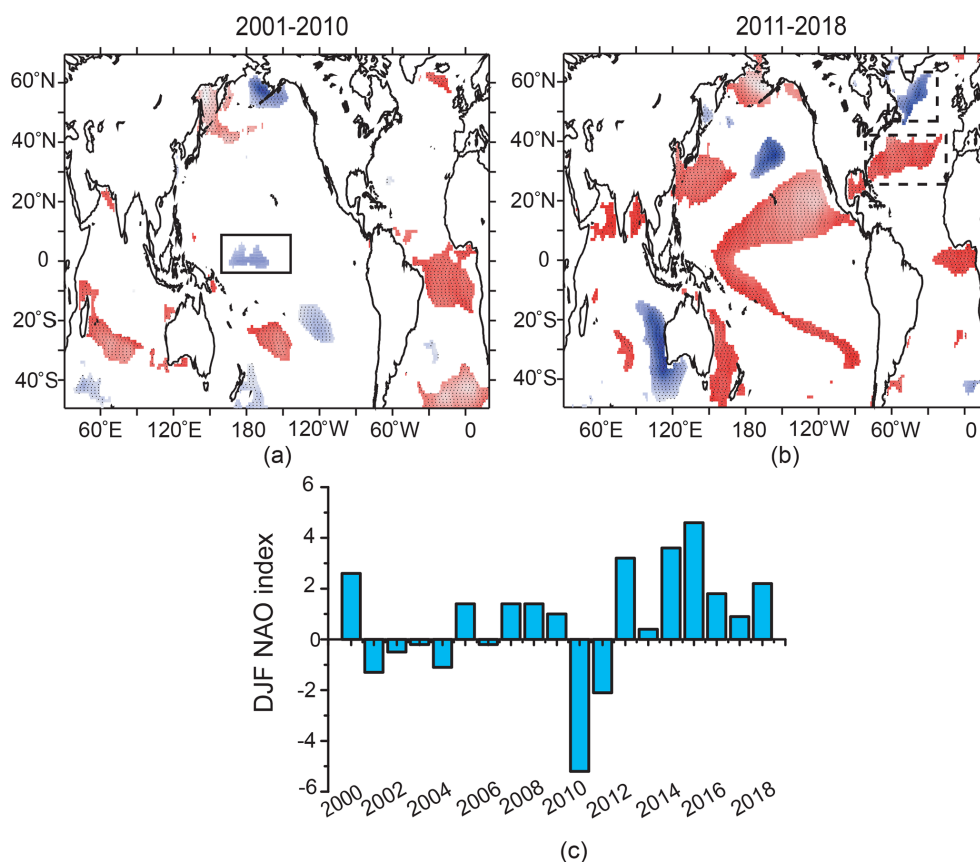 2001-2010
2011-2018
60°N
40°N
20°N
0
20°S
40°S
60°E
120°E
180
120°W
60°W
0
(a)
60°N
40°N
20°N
0
20°S
40°S
60°E
120°E
180
120°W
60°W
0
(b)
DJF NAO index
6
4
2
0
-2
-4
-6
2000
2002
2004
2006
2008
2010
2012
2014
2016
2018
(c)